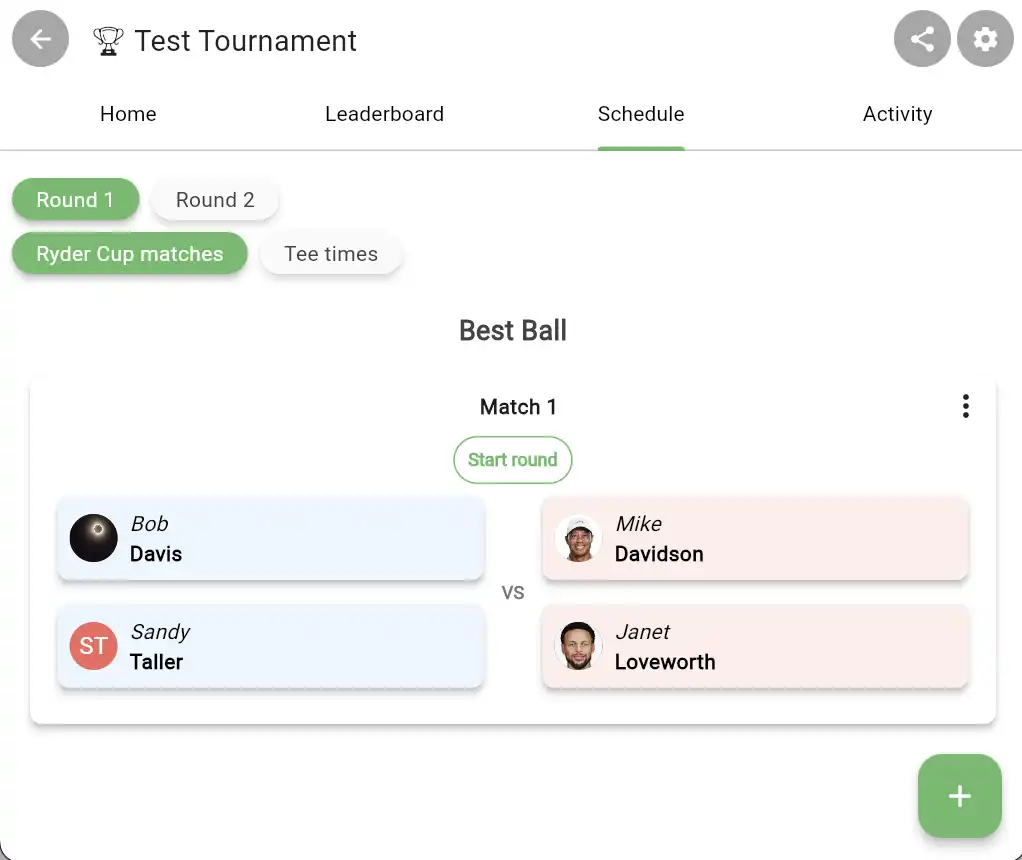 Test Tournament
Home Leaderboard Schedule Activity
Round 1 Round 2
Ryder Cup matches Tee times
Best Ball
Match 1
Start round
Bob
Davis
Mike
Davidson
VS
ST
Sandy
Taller
Janet
Loveworth